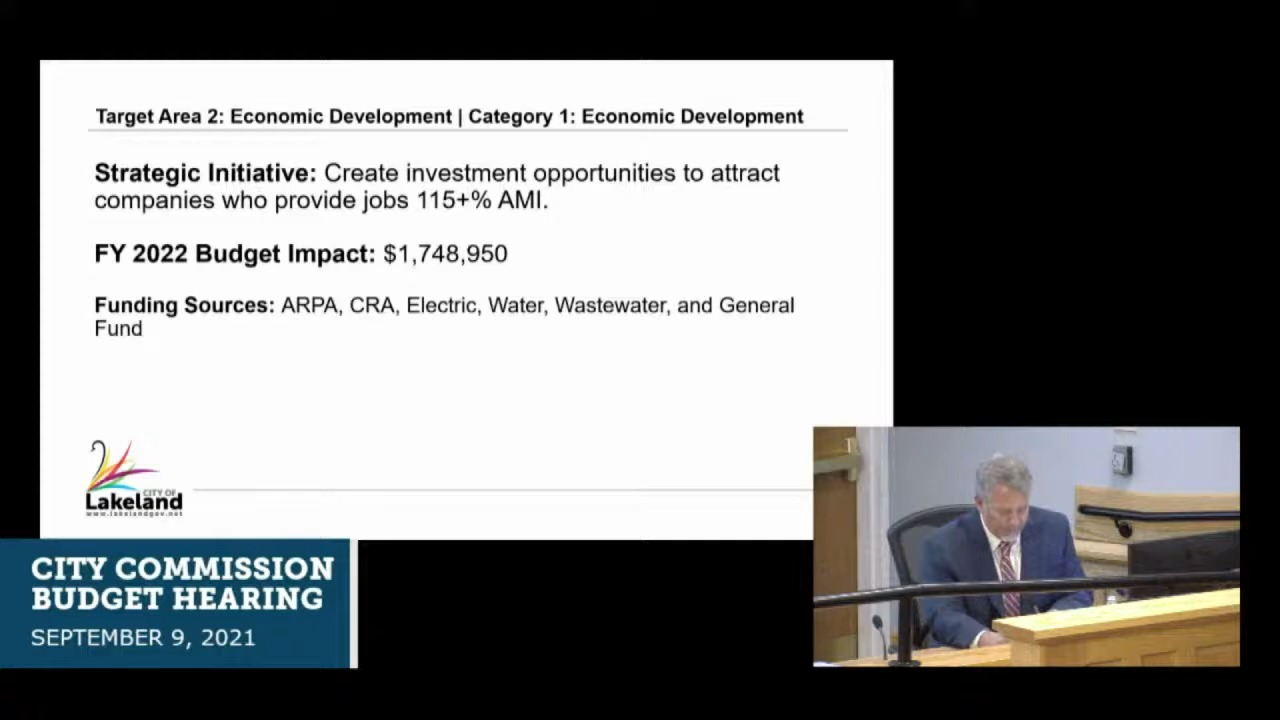 Target Area 2: Economic Development | Category 1: Economic Development
Strategic Initiative: Create investment opportunities to attract
companies who provide jobs 115+% AMI.
FY 2022 Budget Impact: $1,748,950
Funding Sources: ARPA, CRA, Electric, Water, Wastewater, and General
Fund
CITY OF
Lakeland
www.lakelandgov.net
CITY COMMISSION
BUDGET HEARING
SEPTEMBER 9, 2021